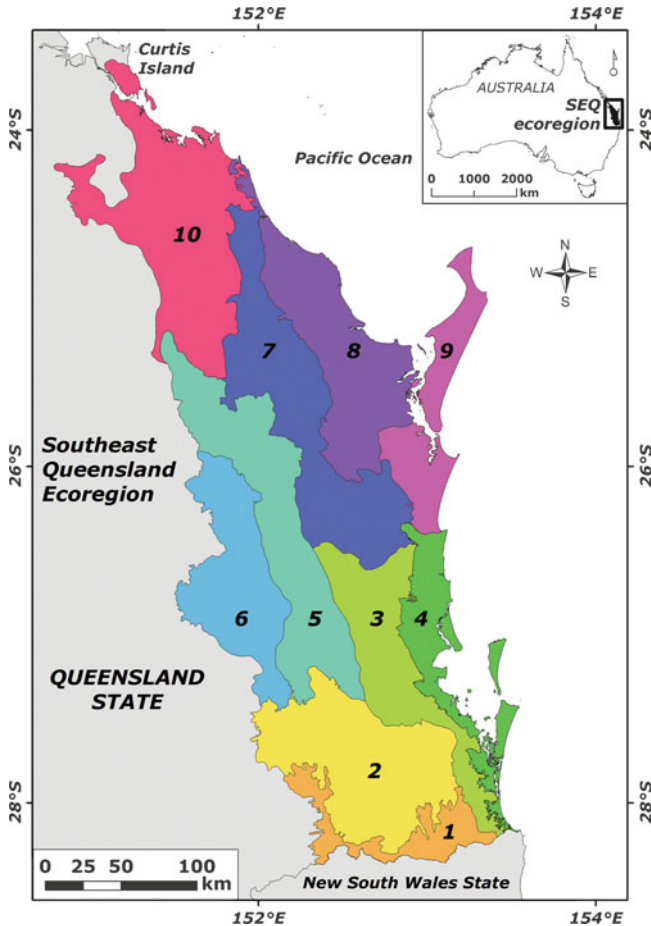 152°E
154°E
Curtis
Island
AUSTRALIA
SEQ
ecoregion
0 1000 2000
km
24°S
24°S
Pacific Ocean
N
W E
S
10
7
8
9
Southeast
Queensland
Ecoregion
26°S
26°S
6
5
3
4
QUEENSLAND
STATE
2
28°S
28°S
1
0 25 50 100
km
New South Wales State
152°E
154°E